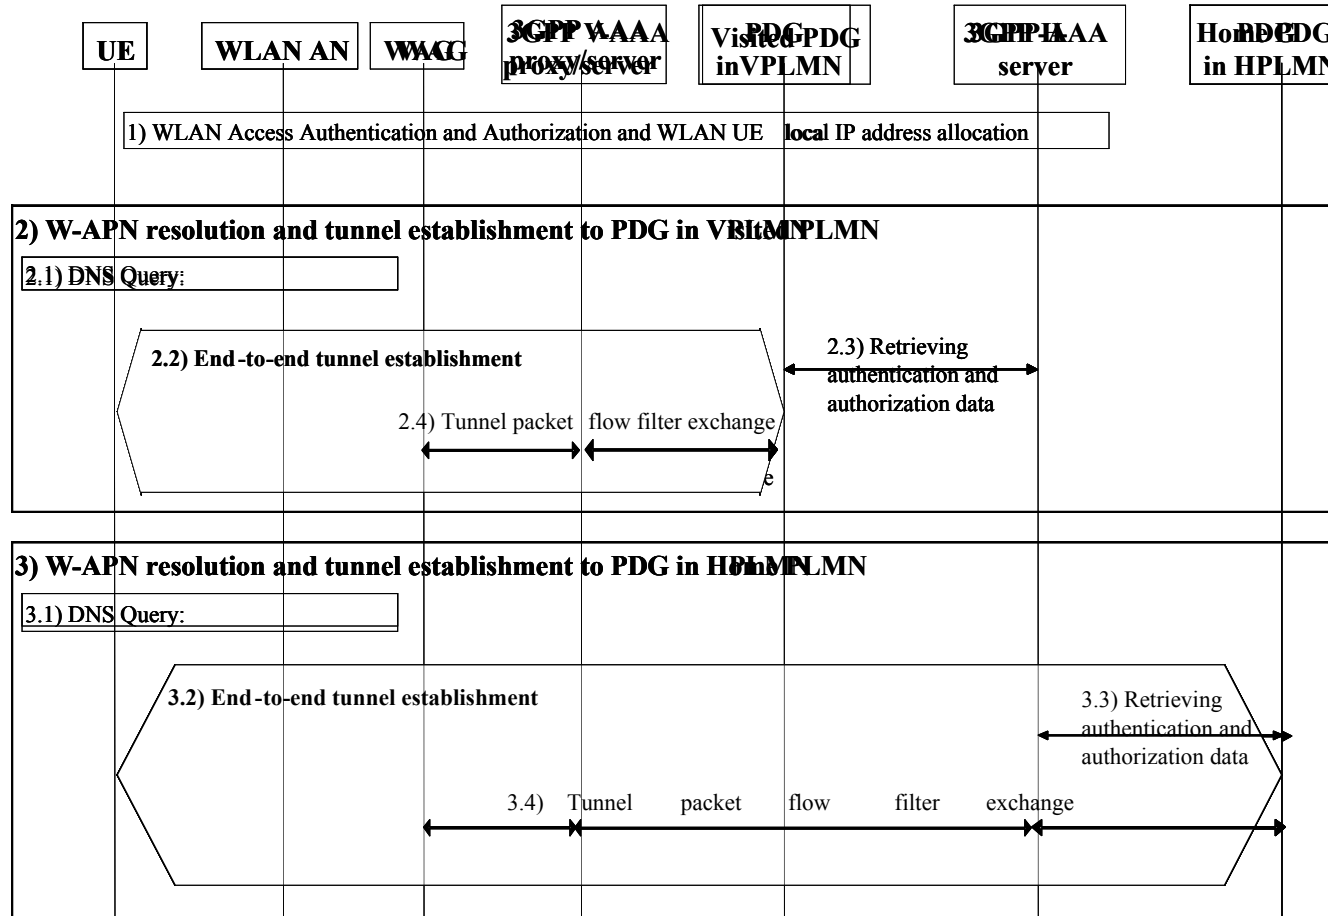 UE
WLAN AN
WAG
3GPP AAA
proxy/server
PDG
in VPLMN
3GPP AAA
server
Home PDG
in HPLMN
1) WLAN Access Authentication and Authorization and WLAN UE local IP address allocation
2) W-APN resolution and tunnel establishment to PDG in Visited PLMN
2.1) DNS Query:
2.2) End-to-end tunnel establishment
2.3) Retrieving
authentication and
authorization data
2.4) Tunnel packet flow filter exchange
e
3) W-APN resolution and tunnel establishment to PDG in Home PLMN
3.1) DNS Query:
3.2) End-to-end tunnel establishment
3.3) Retrieving
authentication and
authorization data
3.4) Tunnel packet flow filter exchange